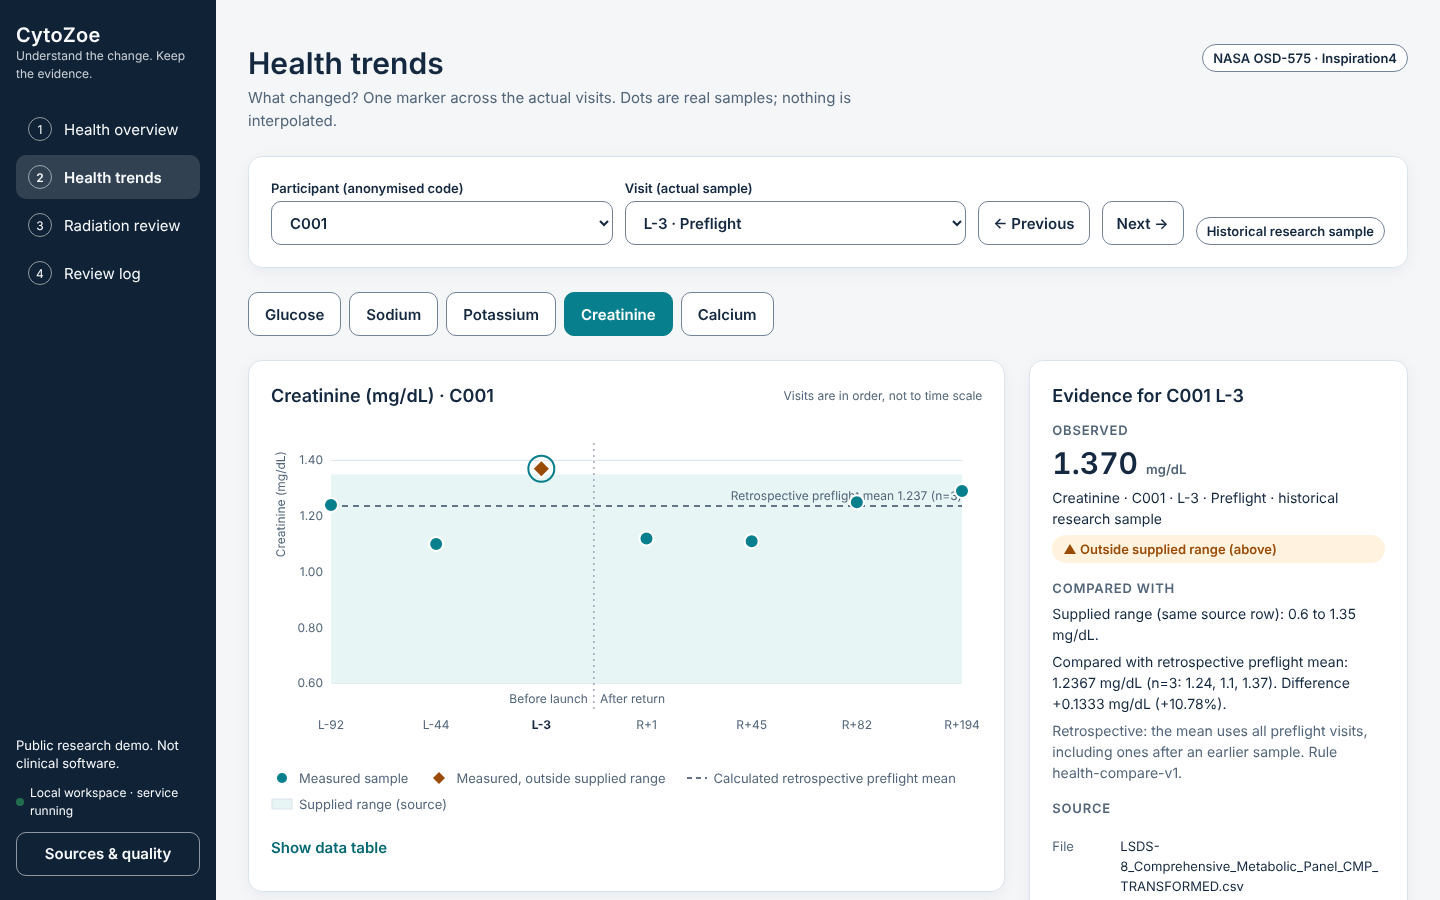 CytoZoe
Understand the change. Keep
the evidence.
1 Health overview
2 Health trends
3 Radiation review
4 Review log
Public research demo. Not
clinical software.
Local workspace · service
running
Sources & quality
Health trends
NASA OSD-575 · Inspiration4
What changed? One marker across the actual visits. Dots are real samples; nothing is
interpolated.
Participant (anonymised code)
C001
Visit (actual sample)
L-3 · Preflight
← Previous
Next →
Historical research sample
Glucose
Sodium
Potassium
Creatinine
Calcium
Creatinine (mg/dL) · C001
Visits are in order, not to time scale
Creatinine (mg/dL)
1.40
1.20
1.00
0.80
0.60
Retrospective preflight mean 1.237 (n=3)
Before launch
After return
L-92
L-44
L-3
R+1
R+45
R+82
R+194
Measured sample
Measured, outside supplied range
Calculated retrospective preflight mean
Supplied range (source)
Show data table
Evidence for C001 L-3
OBSERVED
1.370 mg/dL
Creatinine · C001 · L-3 · Preflight · historical
research sample
▲ Outside supplied range (above)
COMPARED WITH
Supplied range (same source row): 0.6 to 1.35
mg/dL.
Compared with retrospective preflight mean:
1.2367 mg/dL (n=3: 1.24, 1.1, 1.37). Difference
+0.1333 mg/dL (+10.78%).
Retrospective: the mean uses all preflight visits,
including ones after an earlier sample. Rule
health-compare-v1.
SOURCE
File
LSDS-
8_Comprehensive_Metabolic_Panel_CMP_
TRANSFORMED.csv